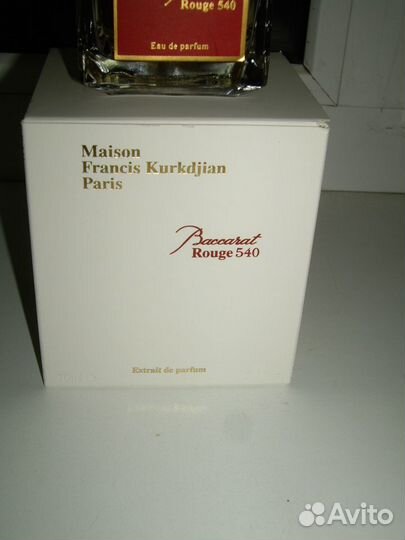 Rouge 540
Eau de parfum
Maison
Francis Kurkdjian
Paris
Baccarat
Rouge 540
Extrait de parfum
Avito